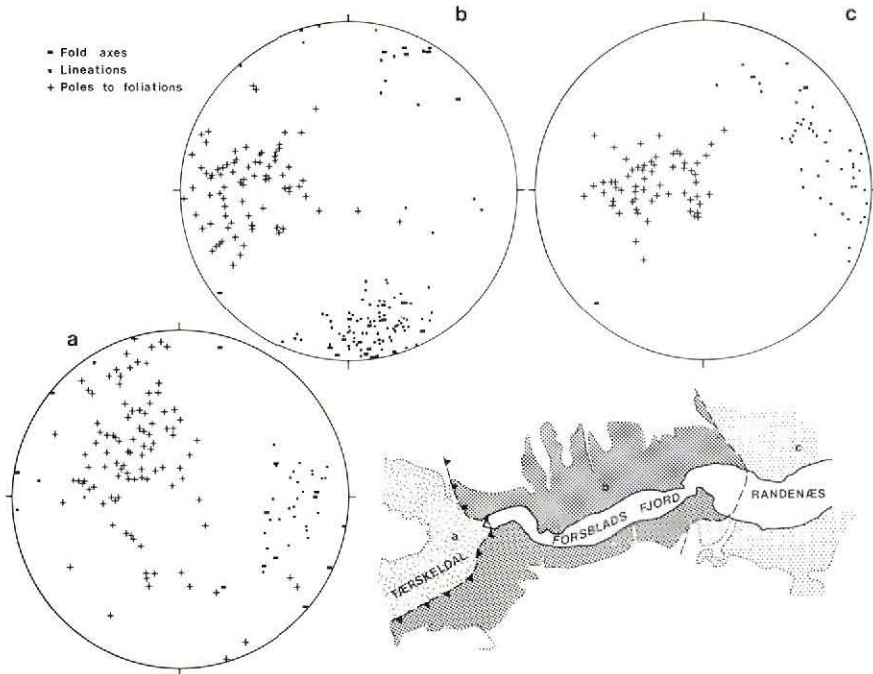 b
c
Fold axes
Lineations
Poles to foliations
a
c
b
a
RANDENÆS
FORSBLADS FJORD
TÆRSKELDAL